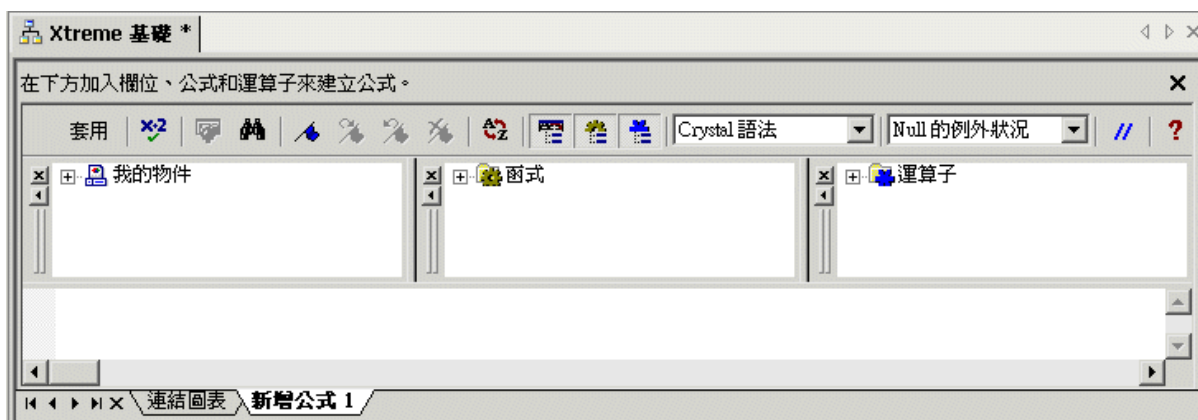 Xtreme 基礎 *
在下方加入欄位、公式和運算子來建立公式。
套用 X+2 Crystal 語法 Null 的例外狀況 // ?
我的物件 函式 運算子
連結圖表 新增公式 1